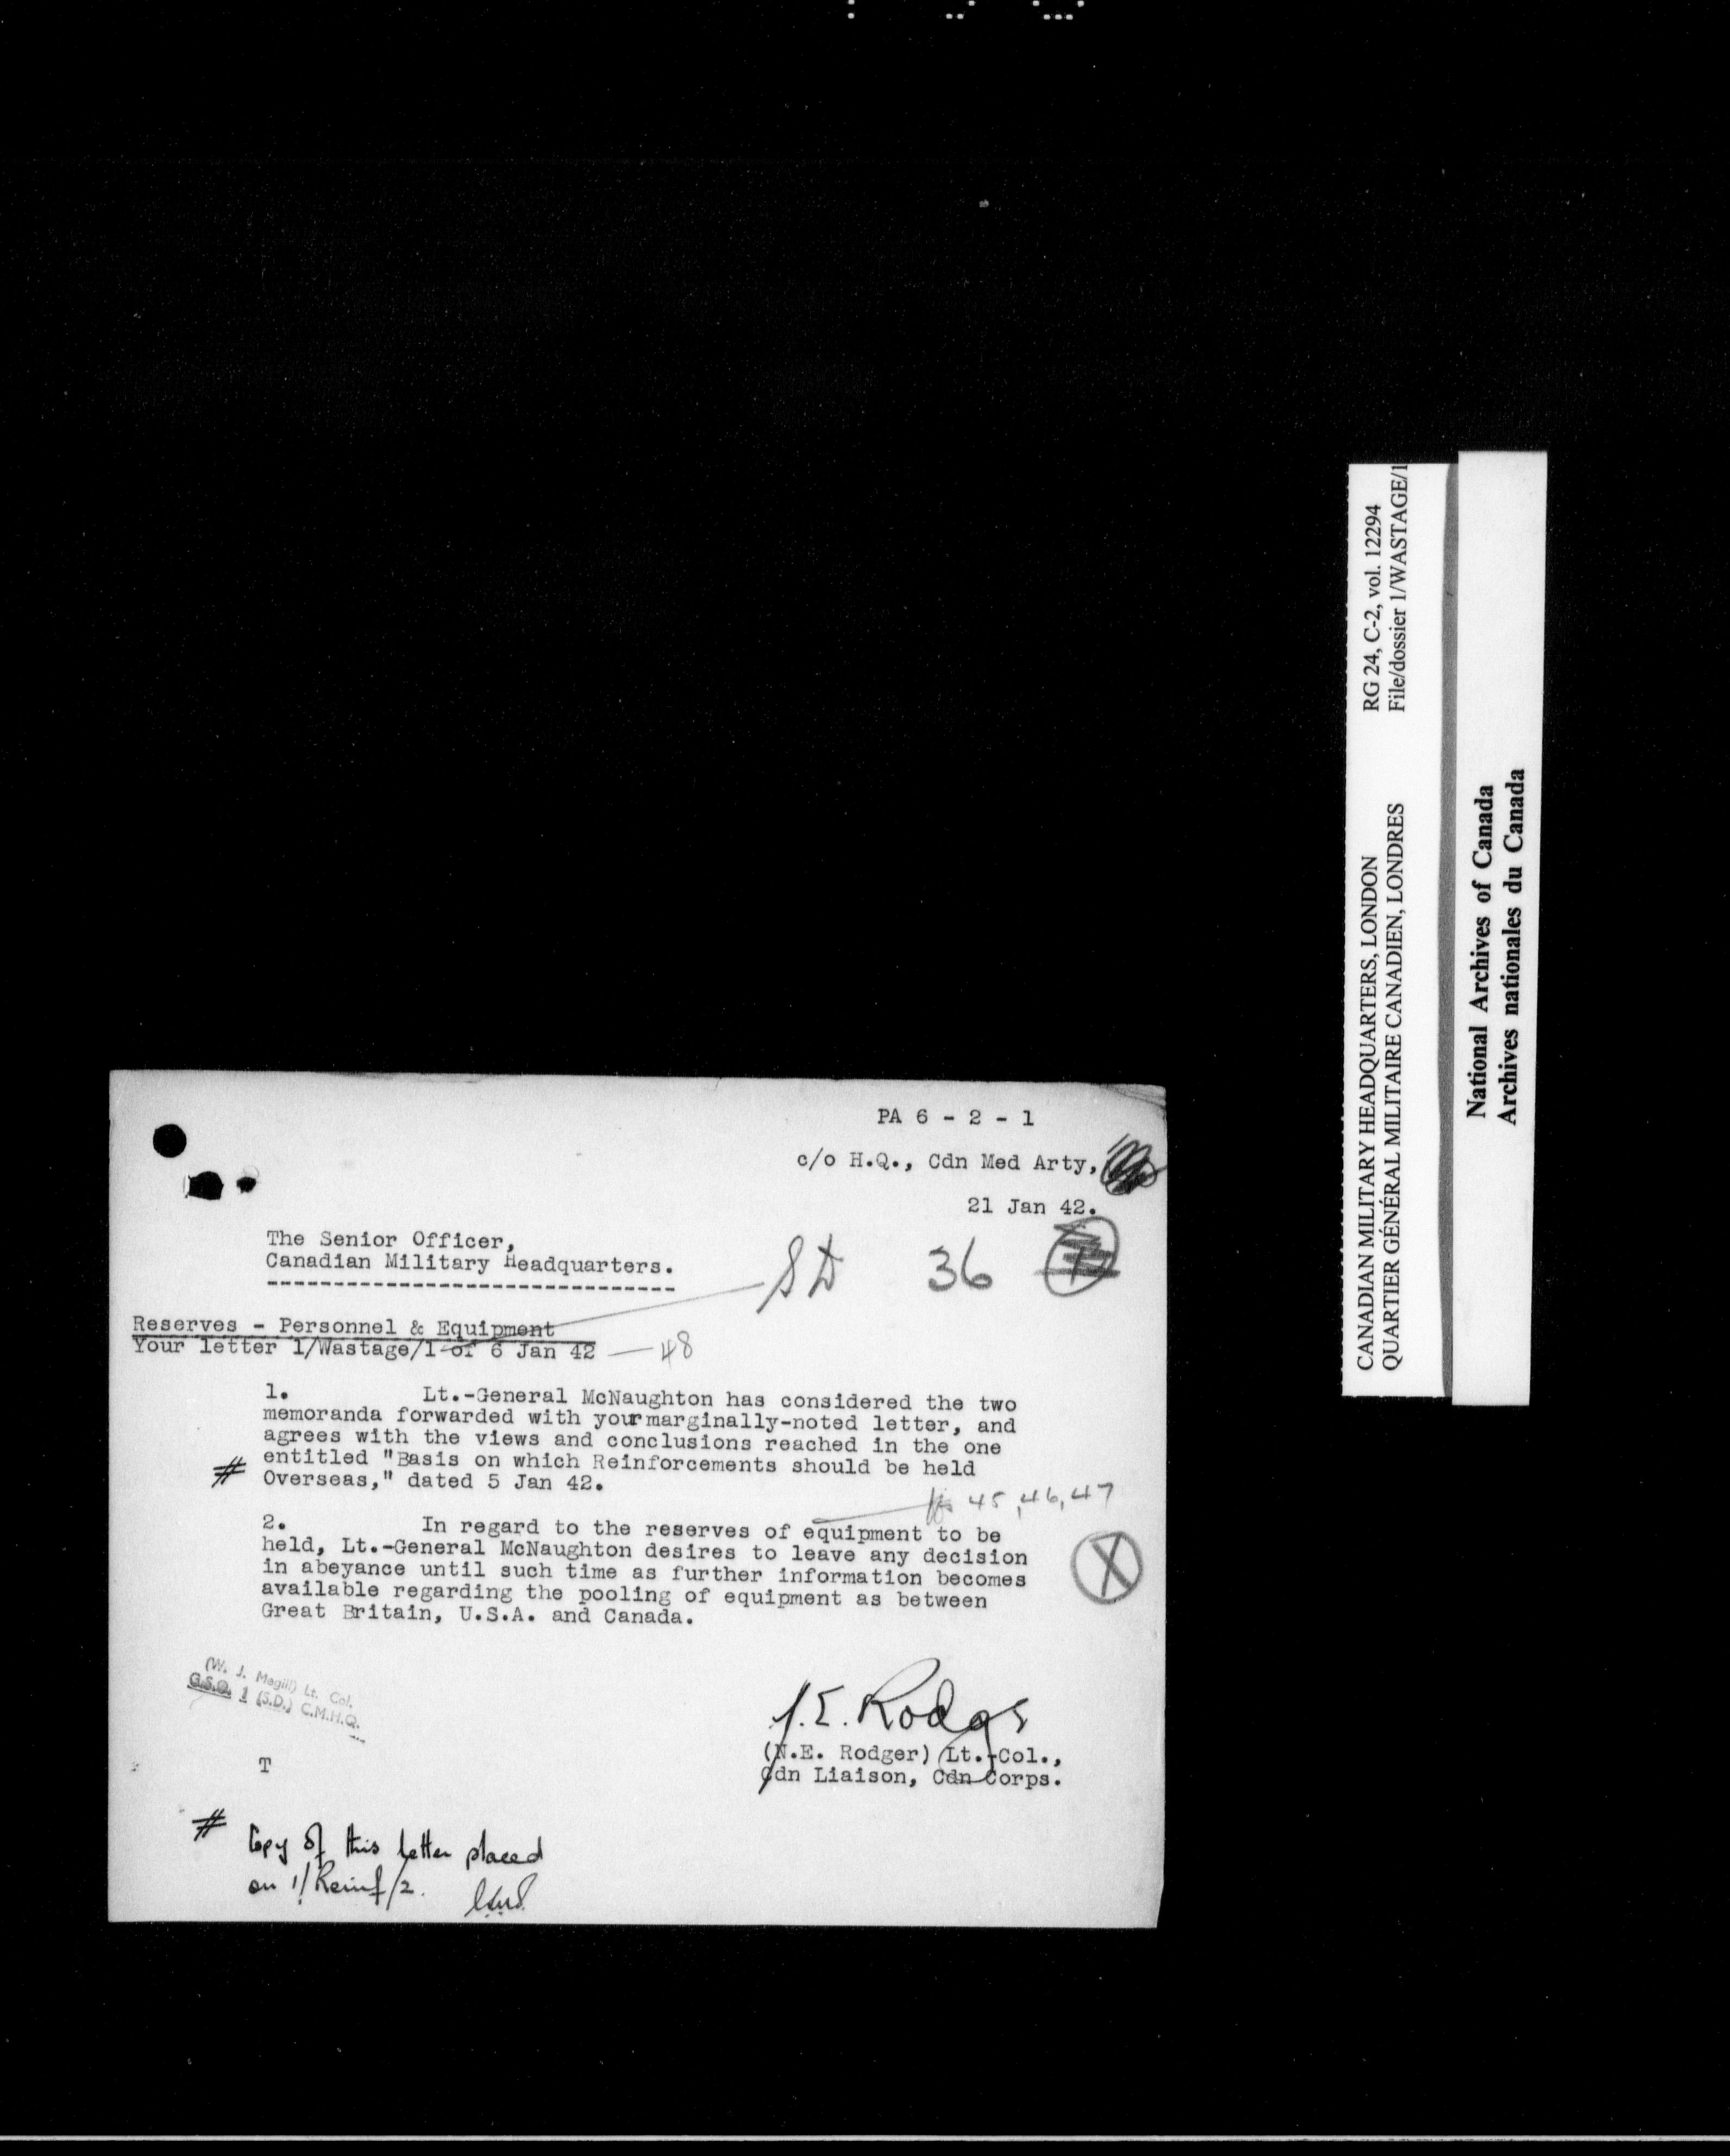 PA 6 - 2 - 1
c/o H.Q., Cdn Med Arty,
21 Jan 42.
The Senior Officer,
Canadian Military Headquarters.
SD 36
Reserves - Personnel & Equipment
Your letter 1/Wastage/1 of 6 Jan 42 — 48
1. Lt.-General McNaughton has considered the two
memoranda forwarded with your marginally-noted letter, and
agrees with the views and conclusions reached in the one
entitled "Basis on which Reinforcements should be held
# Overseas," dated 5 Jan 42.
45, 46, 47
2. In regard to the reserves of equipment to be
held, Lt.-General McNaughton desires to leave any decision
in abeyance until such time as further information becomes
available regarding the pooling of equipment as between
Great Britain, U.S.A. and Canada.
X
(W. J. Megill) Lt. Col.
G.S.O. 1 (S.D.) C.M.H.Q.
N.E. Rodger
(N.E. Rodger) Lt.-Col.,
Cdn Liaison, Cdn Corps.
T
# Copy of this letter placed
on 1/Reinf/2.
CANADIAN MILITARY HEADQUARTERS, LONDON RG 24, C-2, vol. 12294
QUARTIER GÉNÉRAL MILITAIRE CANADIEN, LONDRES File/dossier 1/WASTAGE/1
National Archives of Canada
Archives nationales du Canada